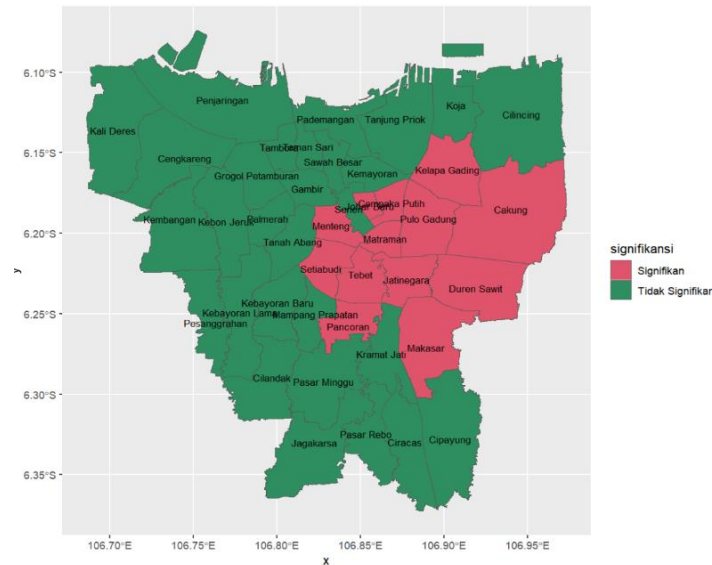 6.10°S
6.15°S
6.20°S
6.25°S
6.30°S
6.35°S
y
Penjaringan
Pademangan
Tanjung Priok
Koja
Cilincing
Kali Deres
Cengkareng
Tambora
Taman Sari
Sawah Besar
Kemayoran
Kelapa Gading
Grogol Petamburan
Gambir
Senen
Johar Baru
Cempaka Putih
Cakung
Kembangan
Kebon Jeruk
Palmerah
Menteng
Pulo Gadung
Tanah Abang
Matraman
Setiabudi
Tebet
Jatinegara
Duren Sawit
Kebayoran Baru
Kebayoran Lama
Mampang Prapatan
Pesanggrahan
Pancoran
Kramat Jati
Makasar
Cilandak
Pasar Minggu
Jagakarsa
Pasar Rebo
Ciracas
Cipayung
106.70°E
106.75°E
106.80°E
106.85°E
106.90°E
106.95°E
x
signifikansi
Signifikan
Tidak Signifikan